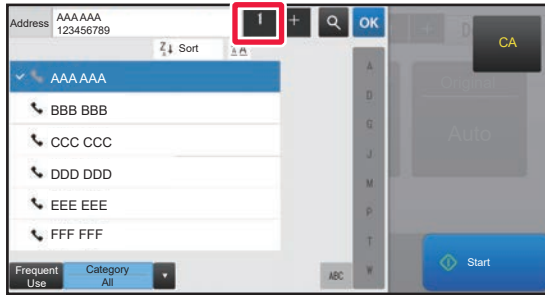 Address AAA AAA
123456789
1
+
OK
CA
Sort
AAA AAA
BBB BBB
CCC CCC
DDD DDD
EEE EEE
FFF FFF
A
D
G
J
M
P
T
W
ABC
Original
Auto
Frequent
Use
Category
All
Start